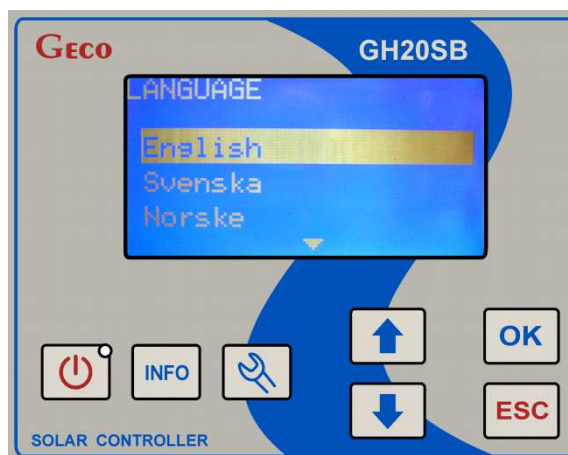 GECO
GH20SB
LANGUAGE
English
Svenska
Norske
OK
INFO
ESC
SOLAR CONTROLLER